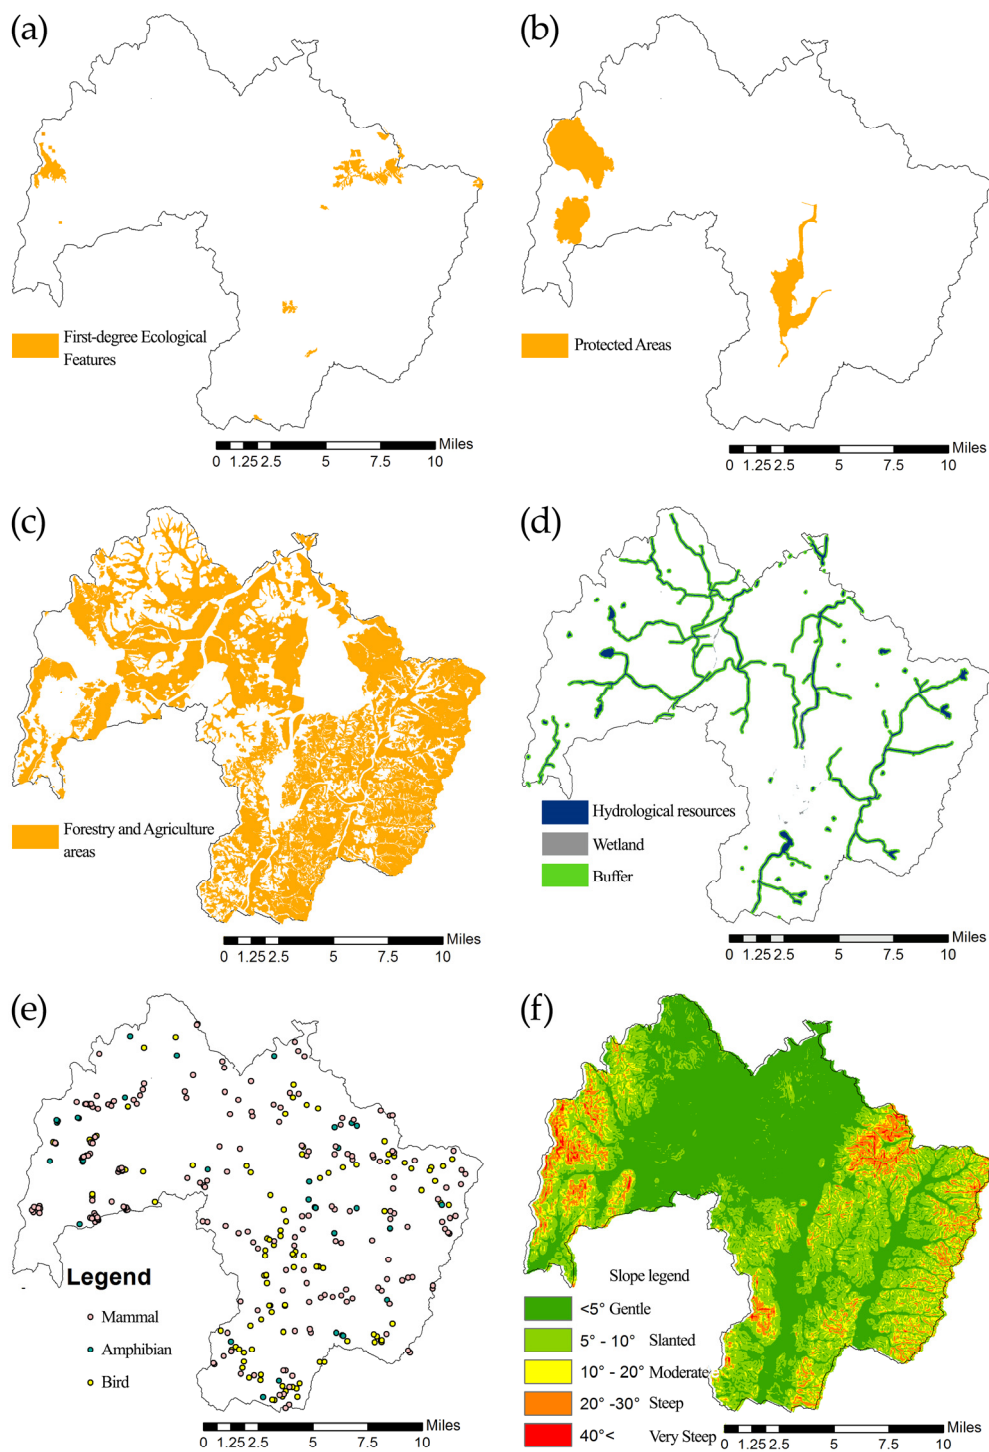 (a)
(b)
First-degree Ecological
Features
Protected Areas
Miles
0 1.25 2.5 5 7.5 10
Miles
0 1.25 2.5 5 7.5 10
(c)
(d)
Forestry and Agriculture
areas
Hydrological resources
Wetland
Buffer
Miles
0 1.25 2.5 5 7.5 10
Miles
0 1.25 2.5 5 7.5 10
(e)
(f)
Legend
Mammal
Amphibian
Bird
Slope legend
<5° Gentle
5° - 10° Slanted
10° - 20° Moderate
20° -30° Steep
40°< Very Steep
Miles
0 1.25 2.5 5 7.5 10
Miles
0 1.25 2.5 5 7.5 10